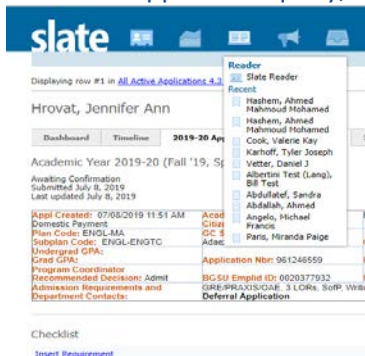 slate
Displaying row #1 in All Active Applications 4.3
Reader
Slate Reader
Recent
Hashem, Ahmed
Mahmoud Mohamed
Hashem, Ahmed
Mahmoud Mohamed
Cook, Valerie Kay
Karhoff, Tyler Joseph
Vetter, Daniel J
Albertini Test (Lang),
Bill Test
Abdullatef, Sandra
Abdallah, Ahmed
Angelo, Michael
Francis
Paris, Miranda Paige
Hrovat, Jennifer Ann
Dashboard Timeline 2019-20 App
Academic Year 2019-20 (Fall '19, Sp
Awaiting Confirmation
Submitted July 8, 2019
Last updated July 8, 2019
Appl Created: 07/08/2019 11:51 AM Acad
Domestic Payment Citiz
Plan Code: ENGL-MA GC S
Subplan Code: ENGL-ENGTC Adae
Undergrad GPA:
Grad GPA: Application Nbr: 961246559
Program Coordinator
Recommended Decision: Admit BGSU Emplid ID: 0020377932
Admission Requirements and GRE/PRAXIS/OAE, 3 LORs, SofP, Writi
Department Contacts: Deferral Application
Checklist
Insert Requirement